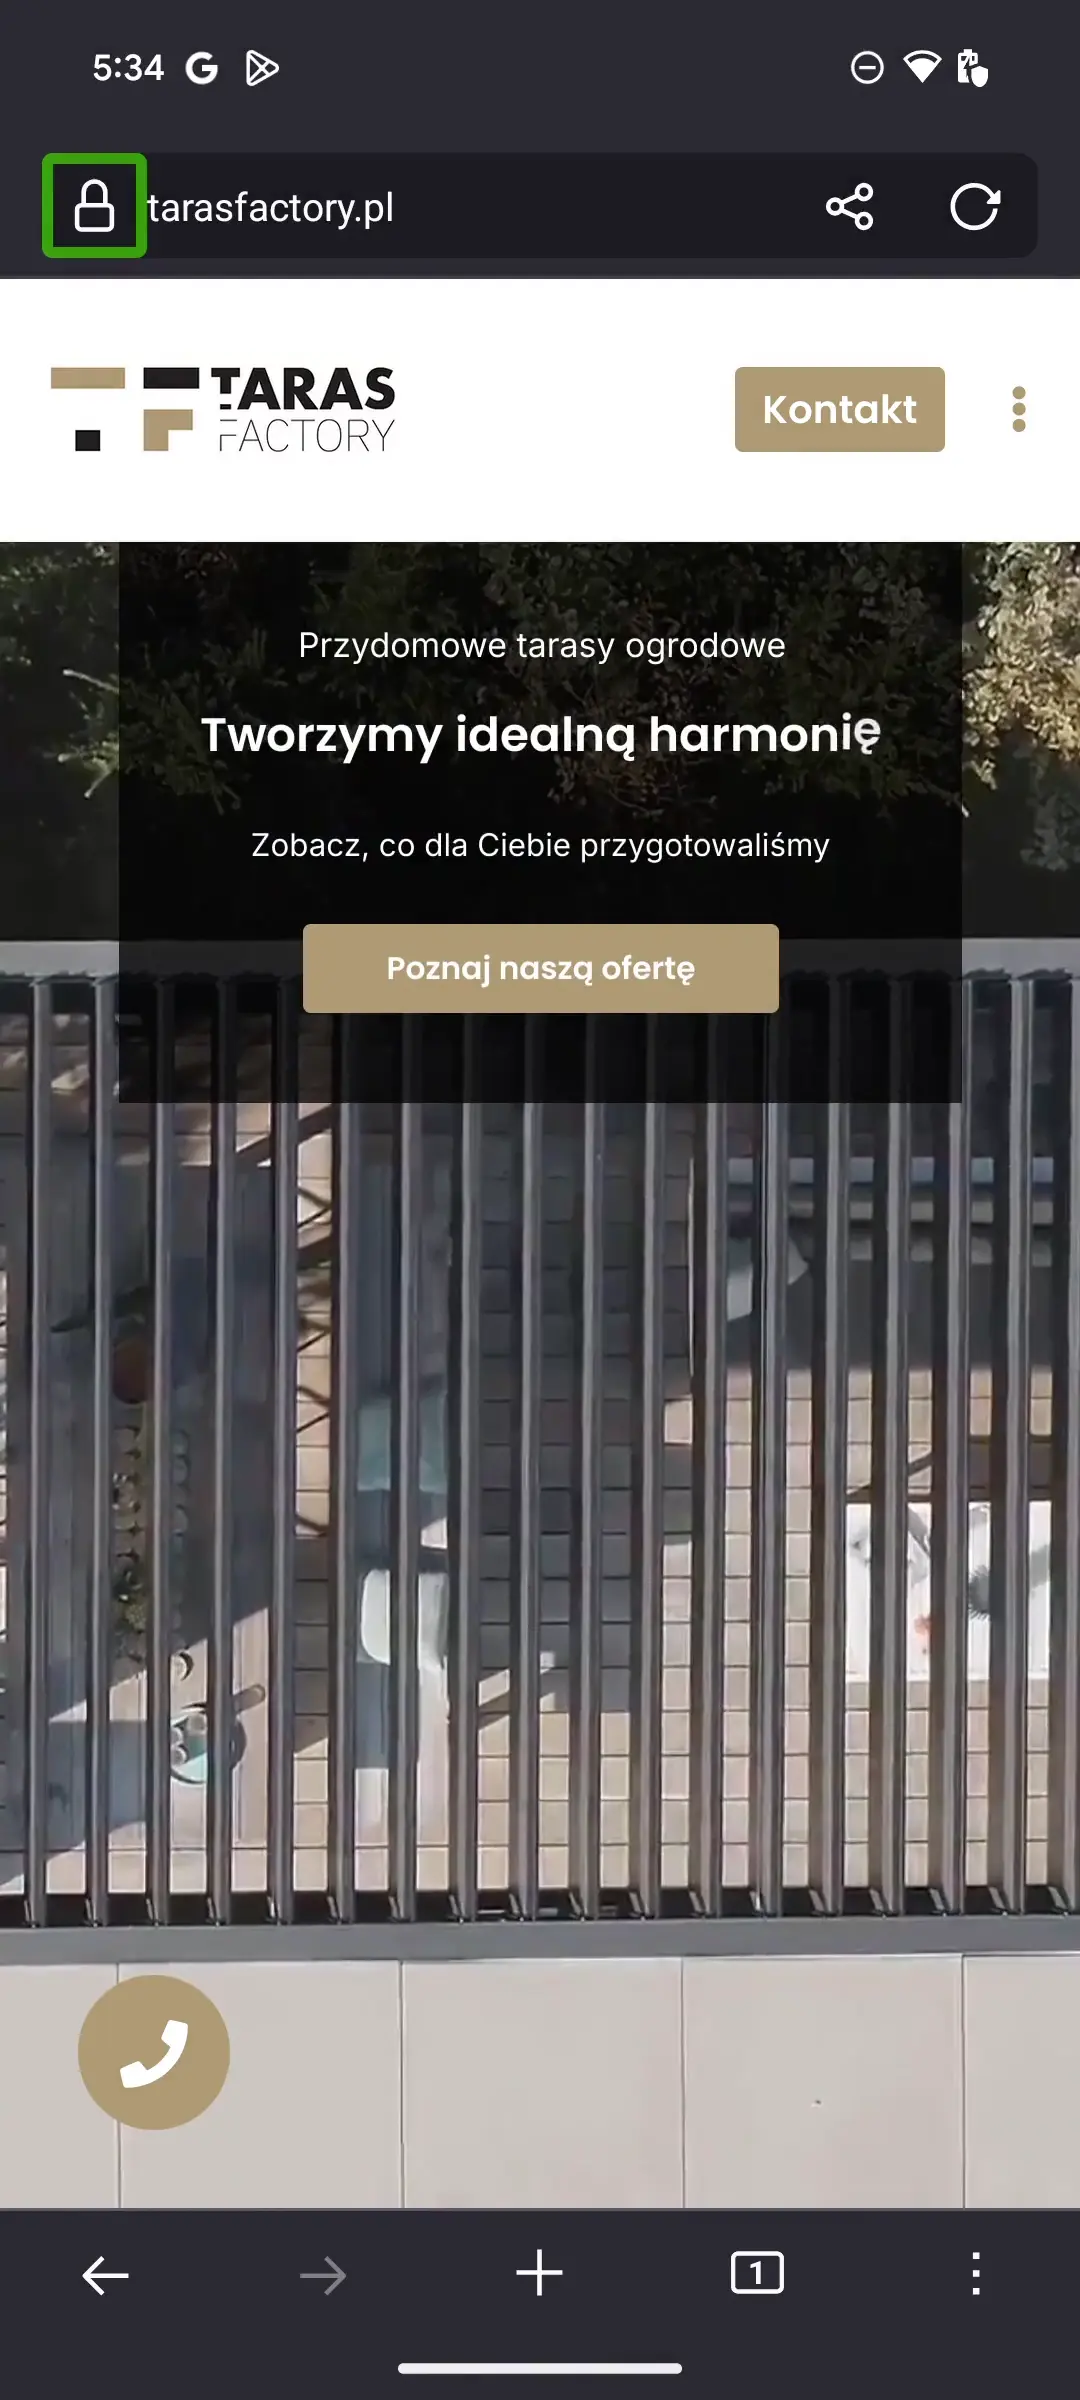 5:34
tarasfactory.pl
TARAS
FACTORY
Kontakt
Przydomowe tarasy ogrodowe
Tworzymy idealną harmonię
Zobacz, co dla Ciebie przygotowaliśmy
Poznaj naszą ofertę
1